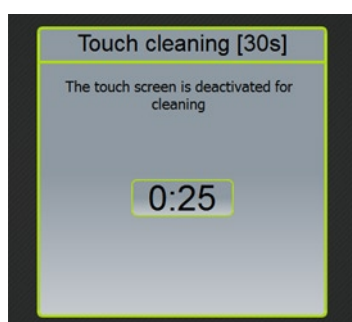 Touch cleaning [30s]
The touch screen is deactivated for
cleaning
0:25